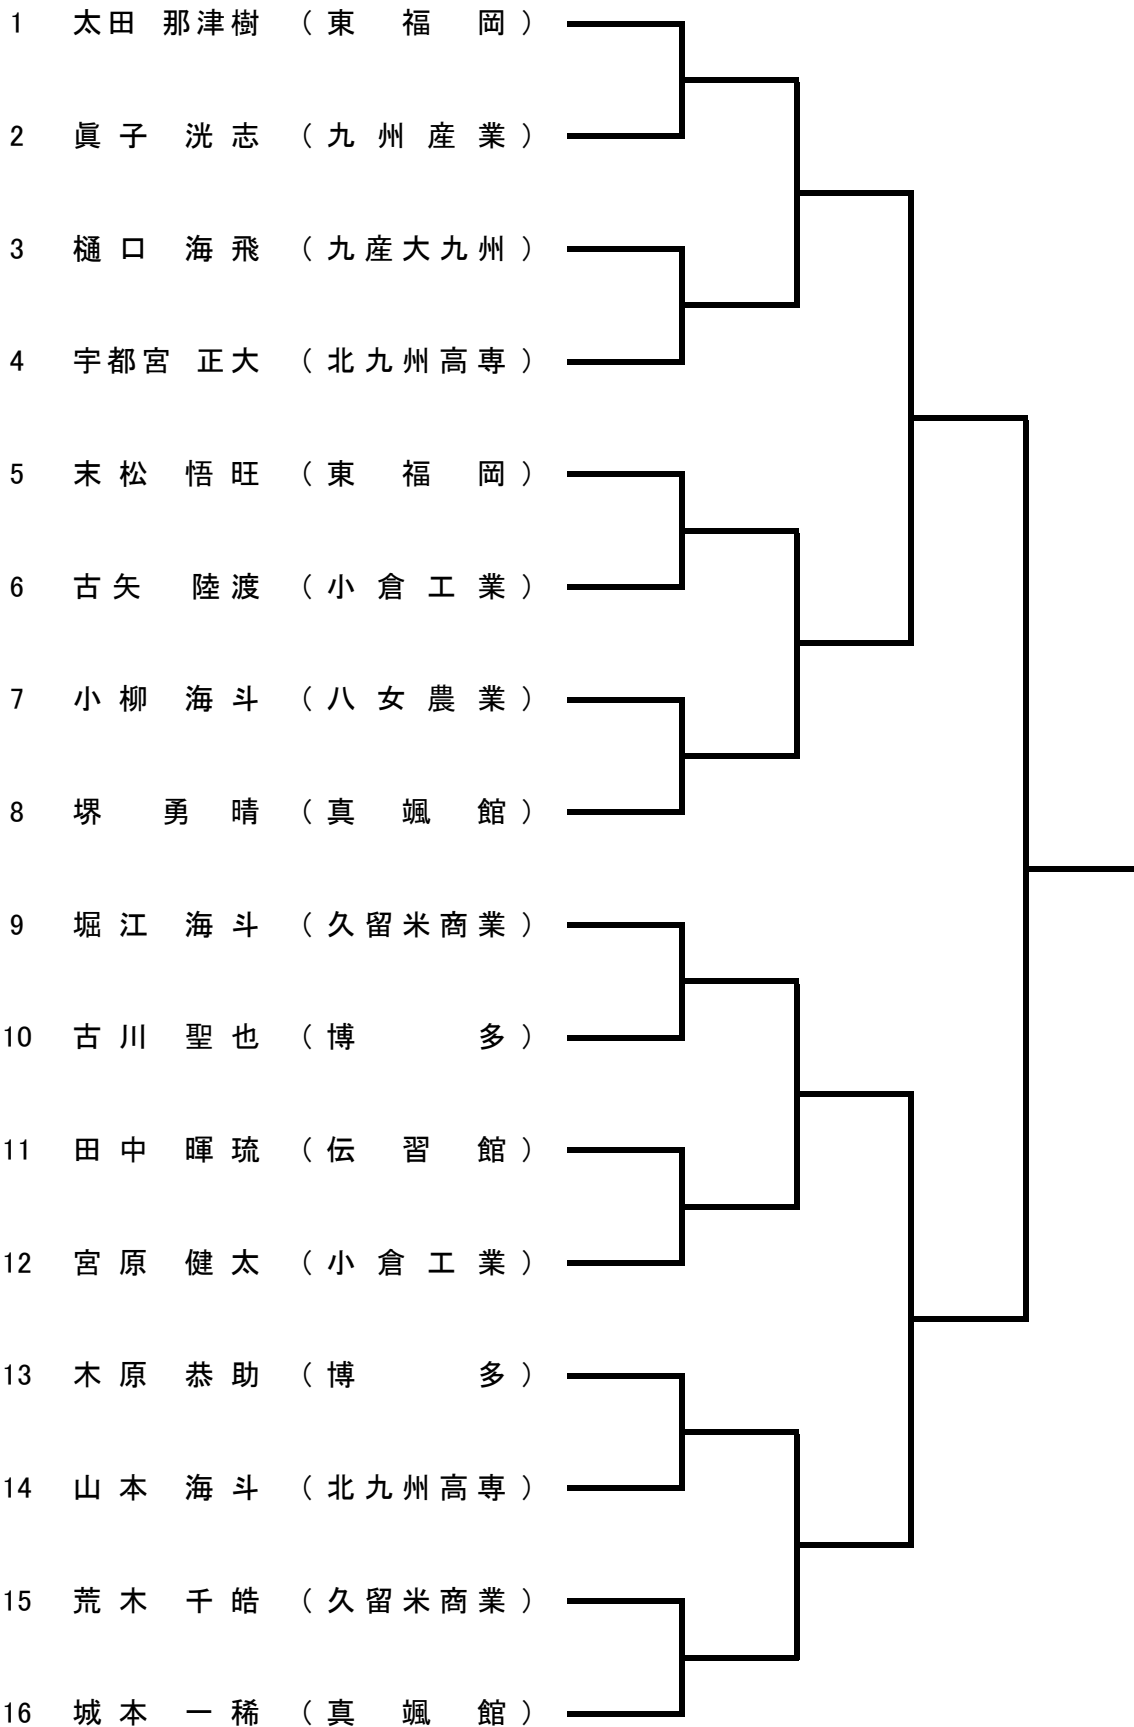 1 太田 那津樹 （東福岡）
2 眞子 洸志 （九州産業）
3 樋口 海飛 （九産大九州）
4 宇都宮 正大 （北九州高専）
5 末松 悟旺 （東福岡）
6 古矢 陸渡 （小倉工業）
7 小柳 海斗 （八女農業）
8 堺 勇晴 （真颯館）
9 堀江 海斗 （久留米商業）
10 古川 聖也 （博多）
11 田中 暉琉 （伝習館）
12 宮原 健太 （小倉工業）
13 木原 恭助 （博多）
14 山本 海斗 （北九州高専）
15 荒木 千皓 （久留米商業）
16 城本 一稀 （真颯館）